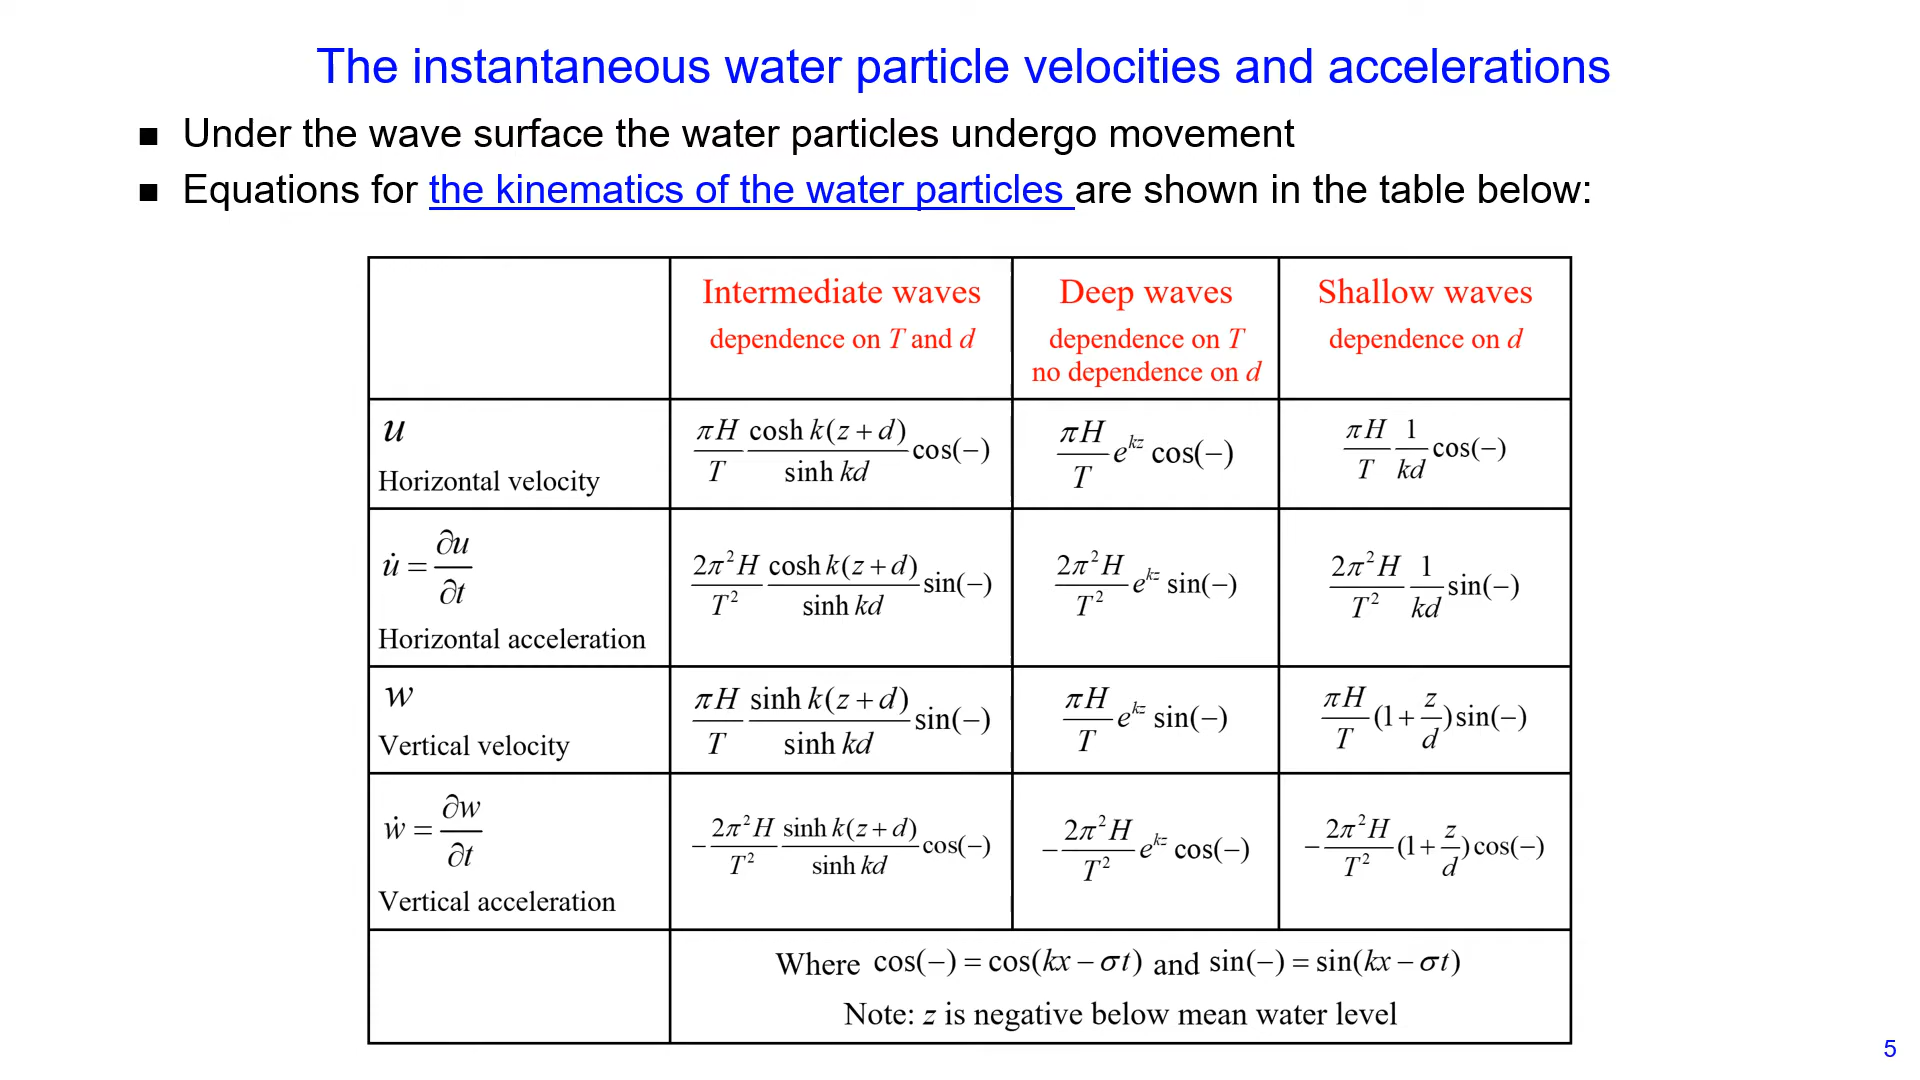 The instantaneous water particle velocities and accelerations
■ Under the wave surface the water particles undergo movement
■ Equations for the kinematics of the water particles are shown in the table below:
Intermediate waves
dependence on T and d
Deep waves
dependence on T
no dependence on d
Shallow waves
dependence on d
u
Horizontal velocity
πH/T cosh k(z + d)/sinh kd cos(−)
πH/T e^{kz} cos(−)
πH/T 1/kd cos(−)
u̇ = ∂u/∂t
Horizontal acceleration
2π²H/T² cosh k(z + d)/sinh kd sin(−)
2π²H/T² e^{kz} sin(−)
2π²H/T² 1/kd sin(−)
w
Vertical velocity
πH/T sinh k(z + d)/sinh kd sin(−)
πH/T e^{kz} sin(−)
πH/T (1 + z/d) sin(−)
ẇ = ∂w/∂t
Vertical acceleration
− 2π²H/T² sinh k(z + d)/sinh kd cos(−)
− 2π²H/T² e^{kz} cos(−)
− 2π²H/T² (1 + z/d) cos(−)
Where cos(−) = cos(kx − σt) and sin(−) = sin(kx − σt)
Note: z is negative below mean water level
5